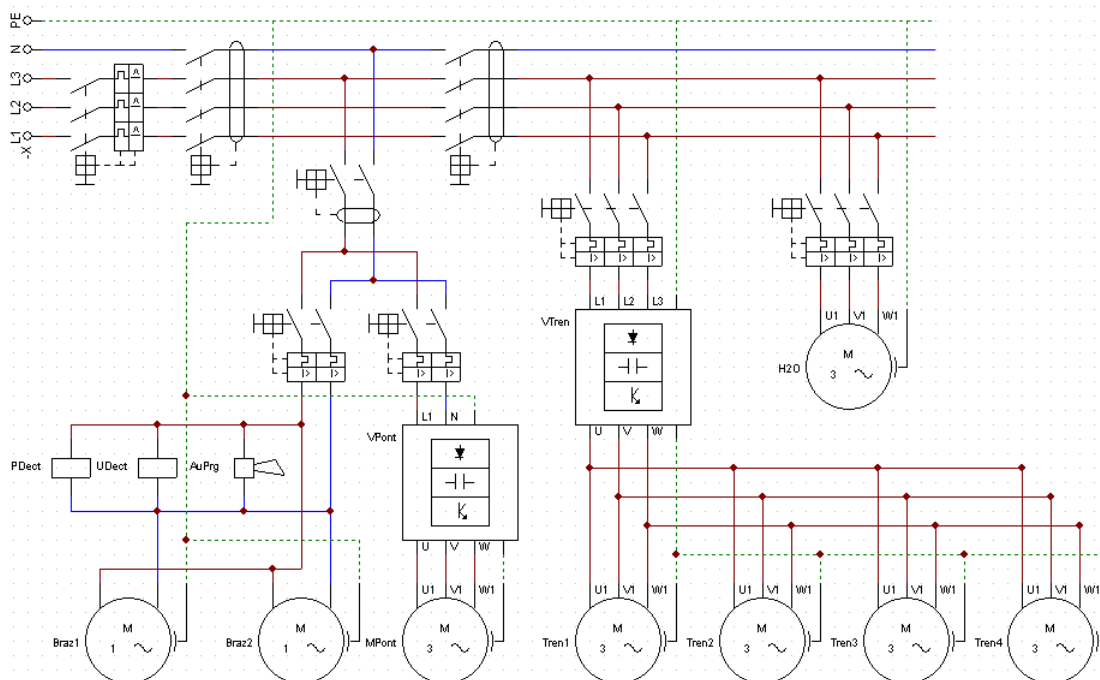 PE
N
L3
L2
L1
-X
L1 L2 L3
VTren
U V W
U1 V1 W1
H2O
M
3
L1 N
VPont
U V W
PDect
UDect
AuPrg
I> I>
I> I>
I> I> I>
I> I> I>
Braz1
M
1
Braz2
M
1
MPont
U1 V1 W1
M
3
Tren1
U1 V1 W1
M
3
Tren2
U1 V1 W1
M
3
Tren3
U1 V1 W1
M
3
Tren4
U1 V1 W1
M
3